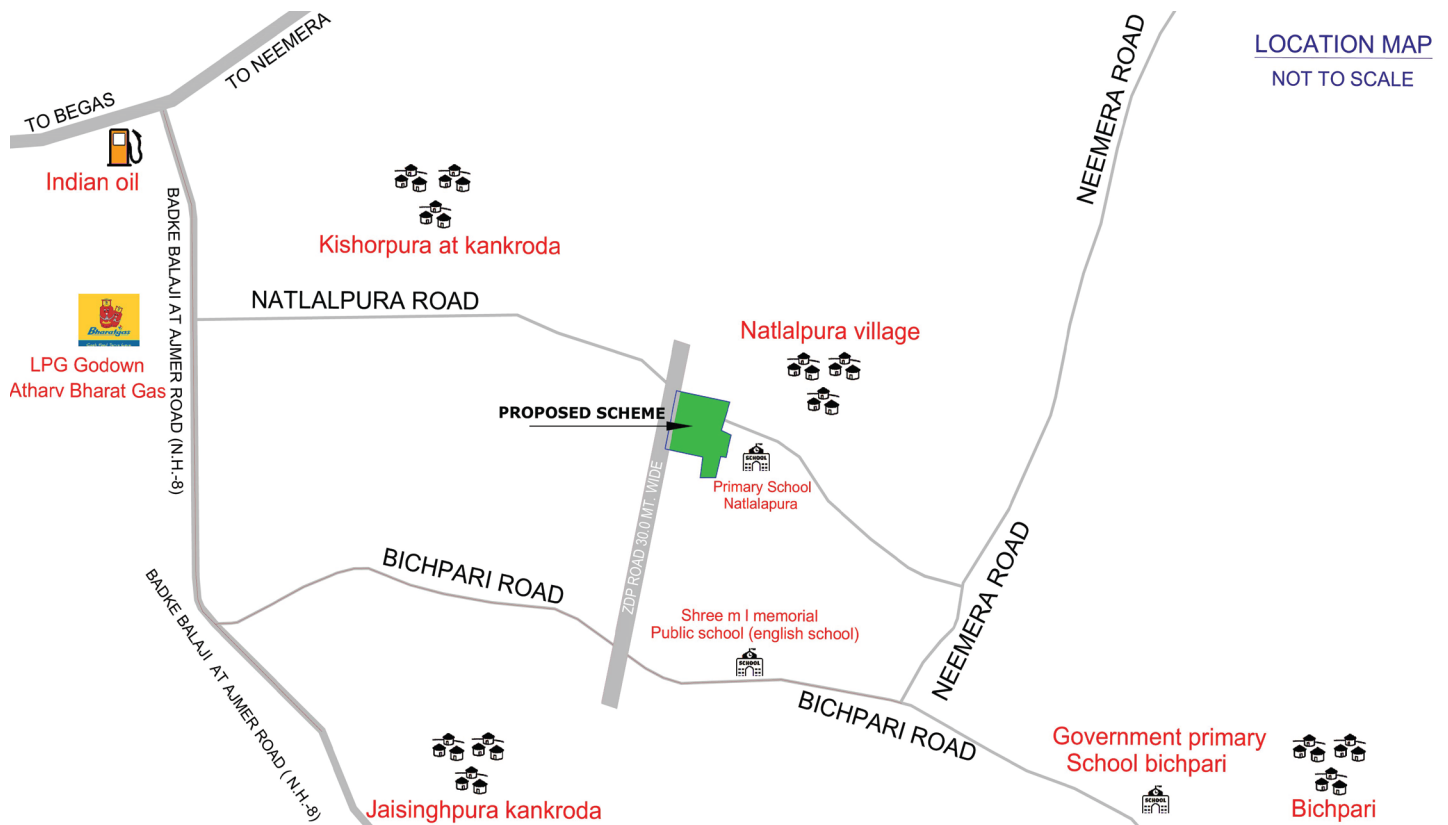 LOCATION MAP
NOT TO SCALE
TO BEGAS
TO NEEMERA
NEEMERA ROAD
Indian oil
BADKE BALAJI AT AJMER ROAD (N.H.-8)
Kishorpura at kankroda
NATLALPURA ROAD
Bharatgas
LPG Godown
Atharv Bharat Gas
Natlalpura village
PROPOSED SCHEME
SCHOOL
Primary School
Natlalapura
ZDP ROAD 30.0 MT. WIDE
BICHPARI ROAD
NEEMERA ROAD
BADKE BALAJI AT AJMER ROAD ( N.H.-8)
Shree m l memorial
Public school (english school)
SCHOOL
BICHPARI ROAD
Government primary
School bichpari
SCHOOL
Bichpari
Jaisinghpura kankroda